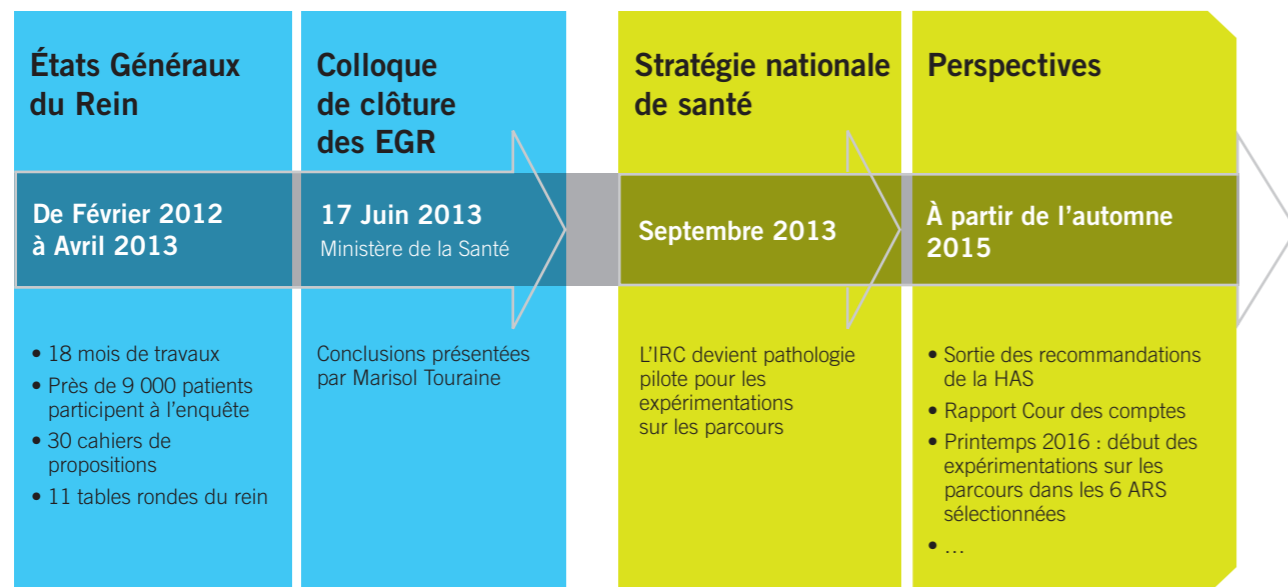 États Généraux
du Rein
De Février 2012
à Avril 2013
• 18 mois de travaux
• Près de 9 000 patients
participent à l'enquête
• 30 cahiers de
propositions
• 11 tables rondes du rein
Colloque
de clôture
des EGR
17 Juin 2013
Ministère de la Santé
Conclusions présentées
par Marisol Touraine
Stratégie nationale
de santé
Septembre 2013
L'IRC devient pathologie
pilote pour les
expérimentations
sur les parcours
Perspectives
À partir de l'automne
2015
• Sortie des recommandations
de la HAS
• Rapport Cour des comptes
• Printemps 2016 : début des
expérimentations sur les
parcours dans les 6 ARS
sélectionnées
• …